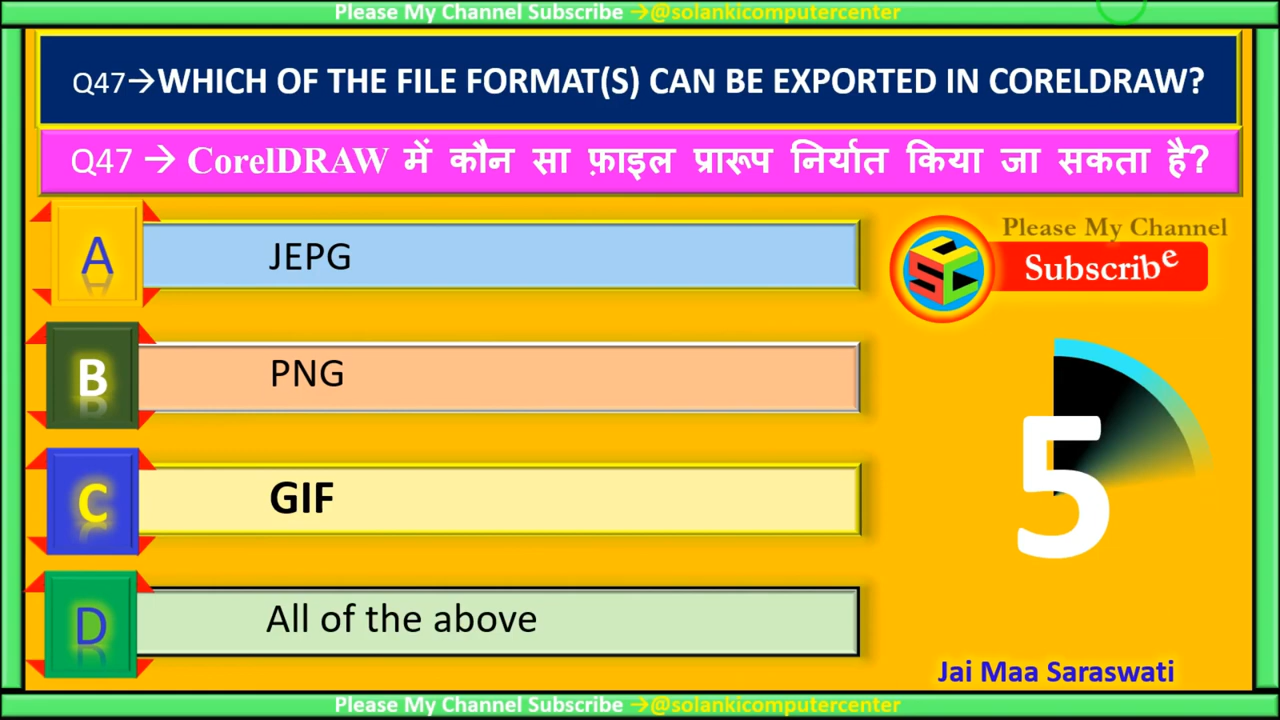 Please My Channel Subscribe →@solankicomputercenter
Q47→WHICH OF THE FILE FORMAT(S) CAN BE EXPORTED IN CORELDRAW?
Q47 → CorelDRAW में कौन सा फ़ाइल प्रारूप निर्यात किया जा सकता है?
A JEPG
Please My Channel
Subscribe
SCC
B PNG
C GIF
5
D All of the above
Jai Maa Saraswati
Please My Channel Subscribe →@solankicomputercenter